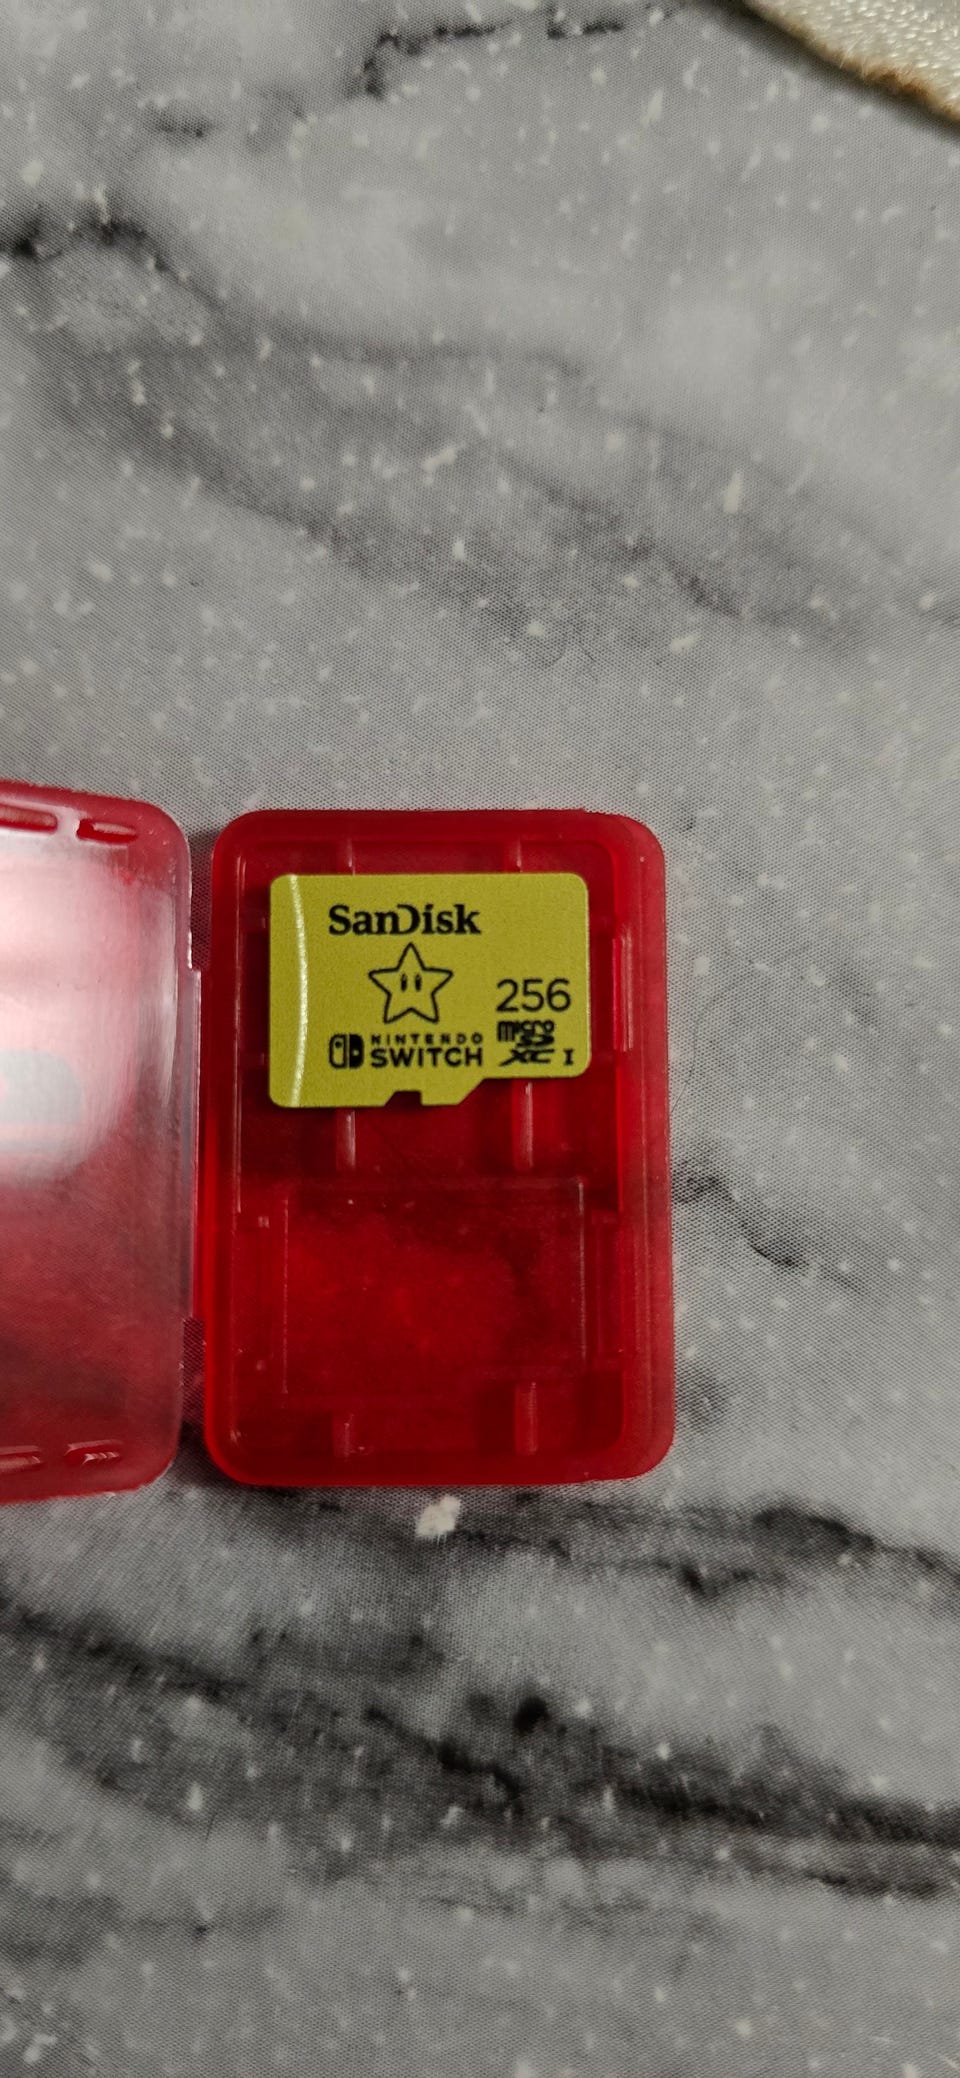 SanDisk
256
NINTENDO
SWITCH
micro
SD
XC I